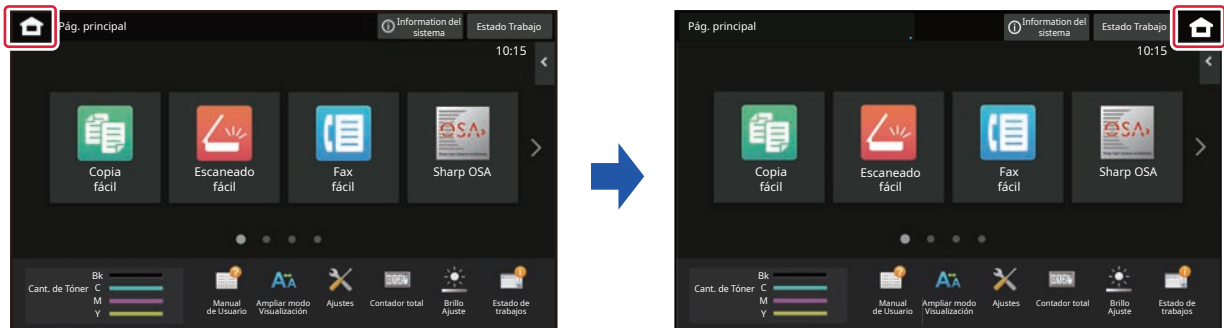 Pág. principal
Information del
sistema
Estado Trabajo
10:15
Copia
fácil
Escaneado
fácil
Fax
fácil
OSA
Sharp OSA
Cant. de Tóner
Bk
C
M
Y
Manual
de Usuario
Ampliar modo
Visualización
Ajustes
Contador total
Brillo
Ajuste
Estado de
trabajos
Pág. principal
Information del
sistema
Estado Trabajo
10:15
Copia
fácil
Escaneado
fácil
Fax
fácil
OSA
Sharp OSA
Cant. de Tóner
Bk
C
M
Y
Manual
de Usuario
Ampliar modo
Visualización
Ajustes
Contador total
Brillo
Ajuste
Estado de
trabajos